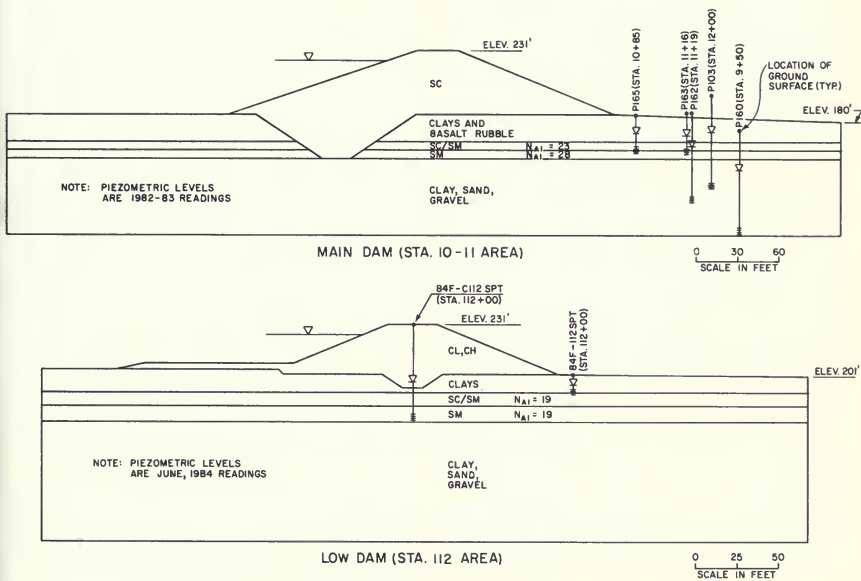 ELEV. 231'
SC
P165(STA. 10+85)
P163(STA. 11+16)
P162(STA. 11+19)
P103(STA. 12+00)
P160(STA. 9+50)
LOCATION OF
GROUND
SURFACE (TYP.)
ELEV. 180'
CLAYS AND
BASALT RUBBLE
SC/SM NA1 = 23
SM NA1 = 28
NOTE: PIEZOMETRIC LEVELS
ARE 1982-83 READINGS
CLAY, SAND,
GRAVEL
MAIN DAM (STA. 10-11 AREA)
0 30 60
SCALE IN FEET
84F-C112 SPT
(STA. 112+00)
ELEV. 231'
CL,CH
84F-112SPT
(STA. 112+00)
ELEV. 201'
CLAYS
SC/SM NA1 = 19
SM NA1 = 19
NOTE: PIEZOMETRIC LEVELS
ARE JUNE, 1984 READINGS
CLAY,
SAND,
GRAVEL
LOW DAM (STA. 112 AREA)
0 25 50
SCALE IN FEET